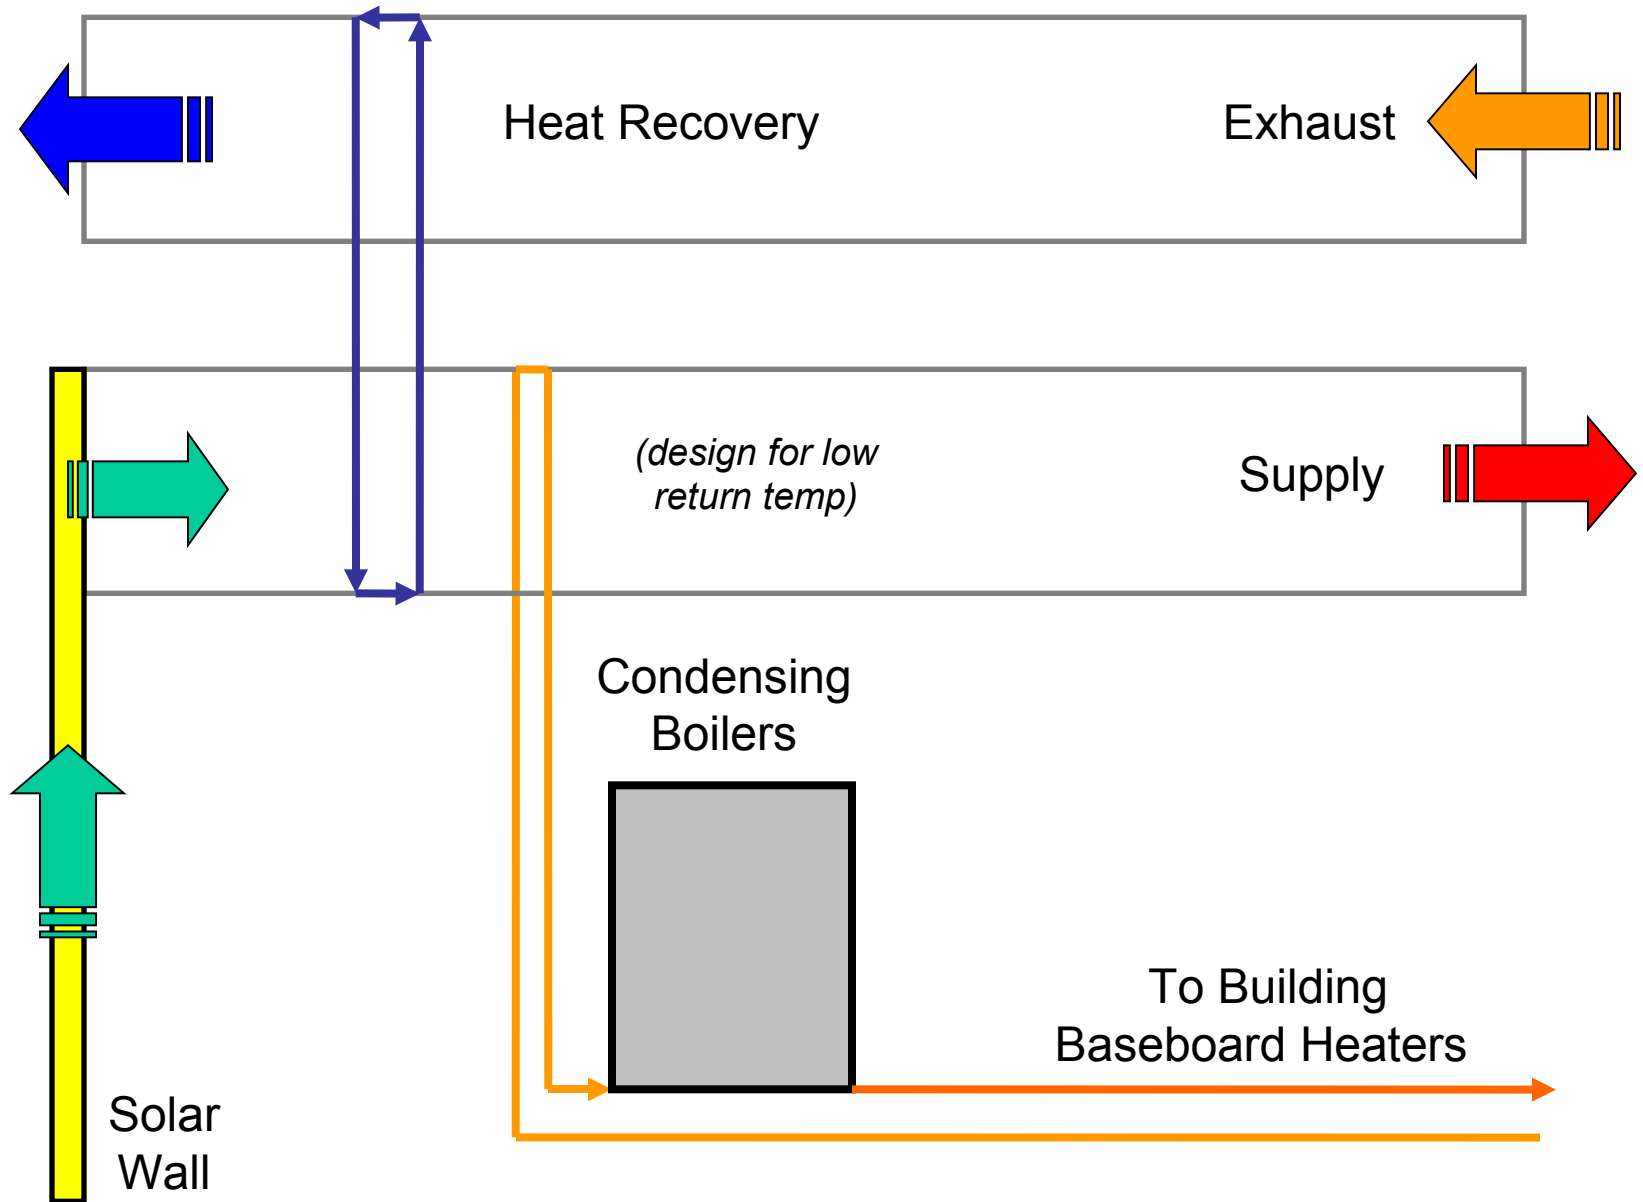 Heat Recovery
Exhaust
(design for low
return temp)
Supply
Condensing
Boilers
To Building
Baseboard Heaters
Solar
Wall